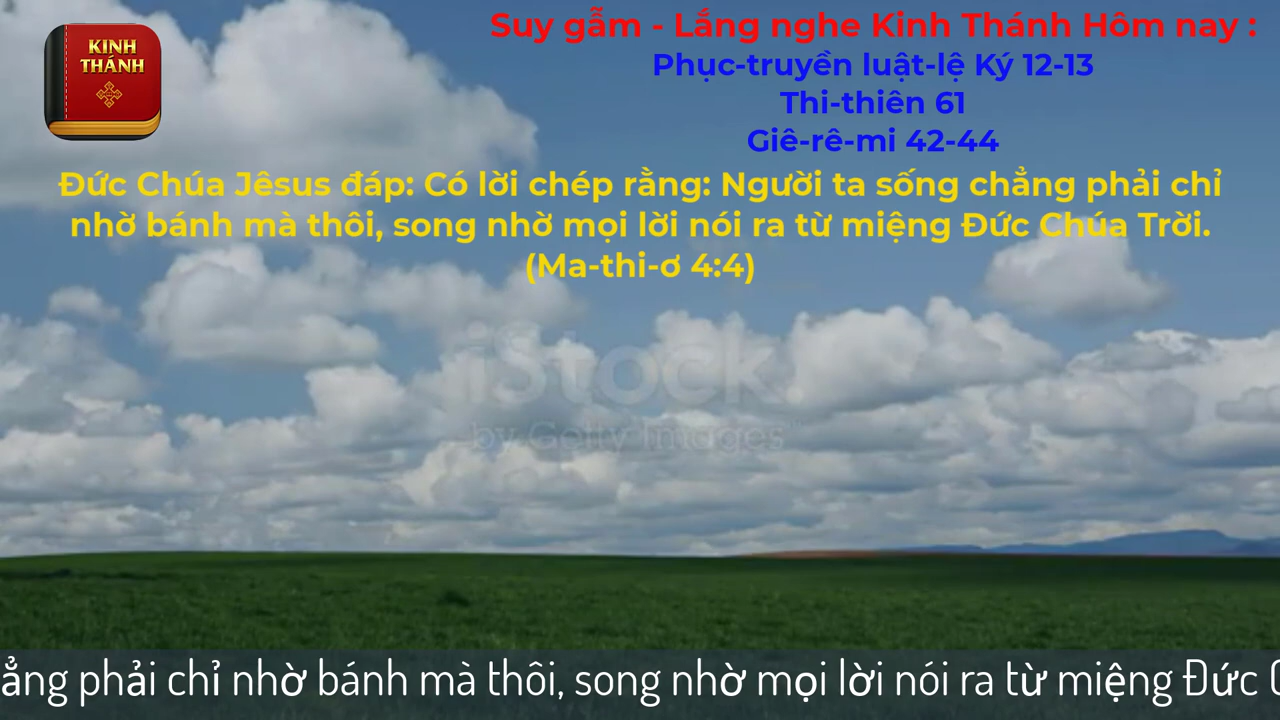 KINH
THÁNH
Suy gẫm - Lắng nghe Kinh Thánh Hôm nay :
Phục-truyền luật-lệ Ký 12-13
Thi-thiên 61
Giê-rê-mi 42-44
Đức Chúa Jêsus đáp: Có lời chép rằng: Người ta sống chẳng phải chỉ
nhờ bánh mà thôi, song nhờ mọi lời nói ra từ miệng Đức Chúa Trời.
(Ma-thi-ơ 4:4)
iStock.
by Getty Images™
ẳng phải chỉ nhờ bánh mà thôi, song nhờ mọi lời nói ra từ miệng Đức